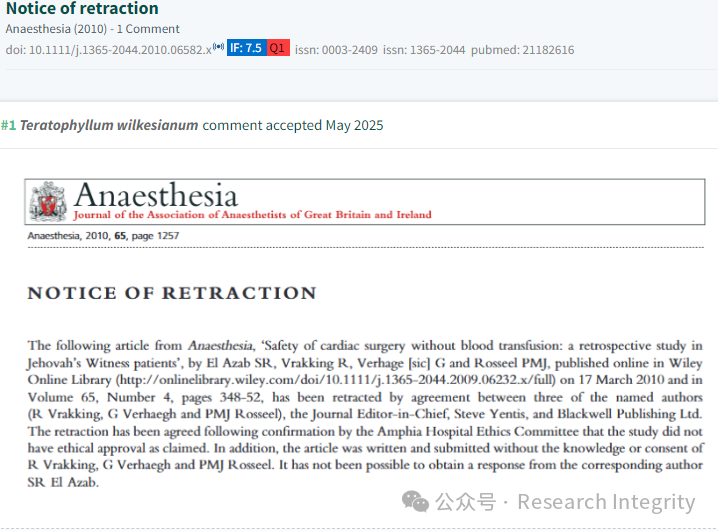 Notice of retraction
Anaesthesia (2010) - 1 Comment
doi: 10.1111/j.1365-2044.2010.06582.x IF: 7.5 Q1 issn: 0003-2409 issn: 1365-2044 pubmed: 21182616
#1 Teratophyllum wilkesianum comment accepted May 2025
Anaesthesia
Journal of the Association of Anaesthetists of Great Britain and Ireland
Anaesthesia, 2010, 65, page 1257
NOTICE OF RETRACTION
The following article from Anaesthesia, ‘Safety of cardiac surgery without blood transfusion: a retrospective study in
Jehovah’s Witness patients’, by El Azab SR, Vrakking R, Verhage [sic] G and Rosseel PMJ, published online in Wiley
Online Library (http://onlinelibrary.wiley.com/doi/10.1111/j.1365-2044.2009.06232.x/full) on 17 March 2010 and in
Volume 65, Number 4, pages 348-52, has been retracted by agreement between three of the named authors
(R Vrakking, G Verhaegh and PMJ Rosseel), the Journal Editor-in-Chief, Steve Yentis, and Blackwell Publishing Ltd.
The retraction has been agreed following confirmation by the Amphia Hospital Ethics Committee that the study did not
have ethical approval as claimed. In addition, the article was written and submitted without the knowledge or consent of
R Vrakking, G Verhaegh and PMJ Rosseel. It has not been possible to obtain a response from the corresponding author
SR El Azab.
公众号 · Research Integrity